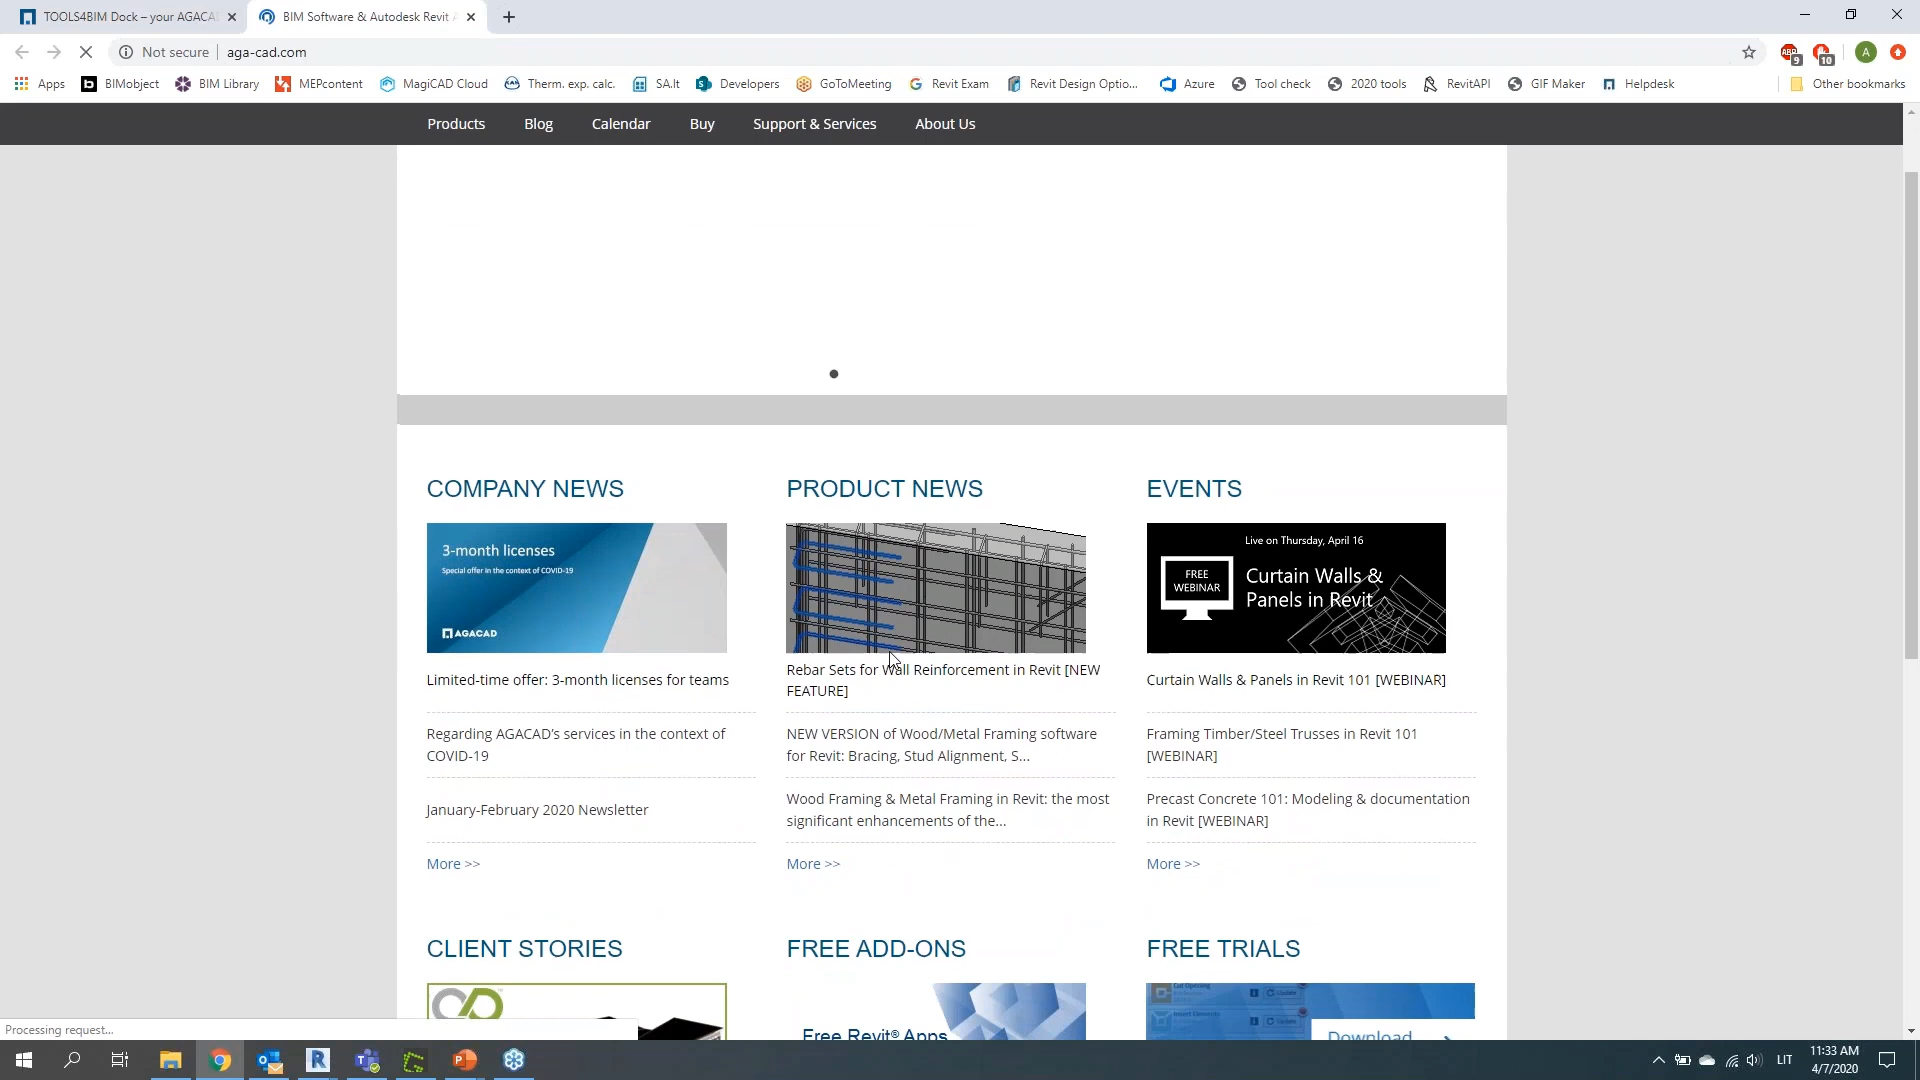 TOOLS4BIM Dock – your AGACA
BIM Software & Autodesk Revit A
Not secure
aga-cad.com
9
10
A
Apps
BIMobject
BIM Library
MEPcontent
MagiCAD Cloud
Therm. exp. calc.
SA.lt
Developers
GoToMeeting
Revit Exam
Revit Design Optio...
Azure
Tool check
2020 tools
RevitAPI
GIF Maker
Helpdesk
Other bookmarks
Products
Blog
Calendar
Buy
Support & Services
About Us
COMPANY NEWS
3-month licenses
Special offer in the context of COVID-19
AGACAD
Limited-time offer: 3-month licenses for teams
Regarding AGACAD's services in the context of
COVID-19
January-February 2020 Newsletter
More >>
PRODUCT NEWS
Rebar Sets for Wall Reinforcement in Revit [NEW
FEATURE]
NEW VERSION of Wood/Metal Framing software
for Revit: Bracing, Stud Alignment, S...
Wood Framing & Metal Framing in Revit: the most
significant enhancements of the...
More >>
EVENTS
Live on Thursday, April 16
FREE
WEBINAR
Curtain Walls &
Panels in Revit
Curtain Walls & Panels in Revit 101 [WEBINAR]
Framing Timber/Steel Trusses in Revit 101
[WEBINAR]
Precast Concrete 101: Modeling & documentation
in Revit [WEBINAR]
More >>
CLIENT STORIES
FREE ADD-ONS
Free Revit® Apps
FREE TRIALS
Cut Opening
Update
Insert Elements
Update
Download
Processing request...
LIT
11:33 AM
4/7/2020